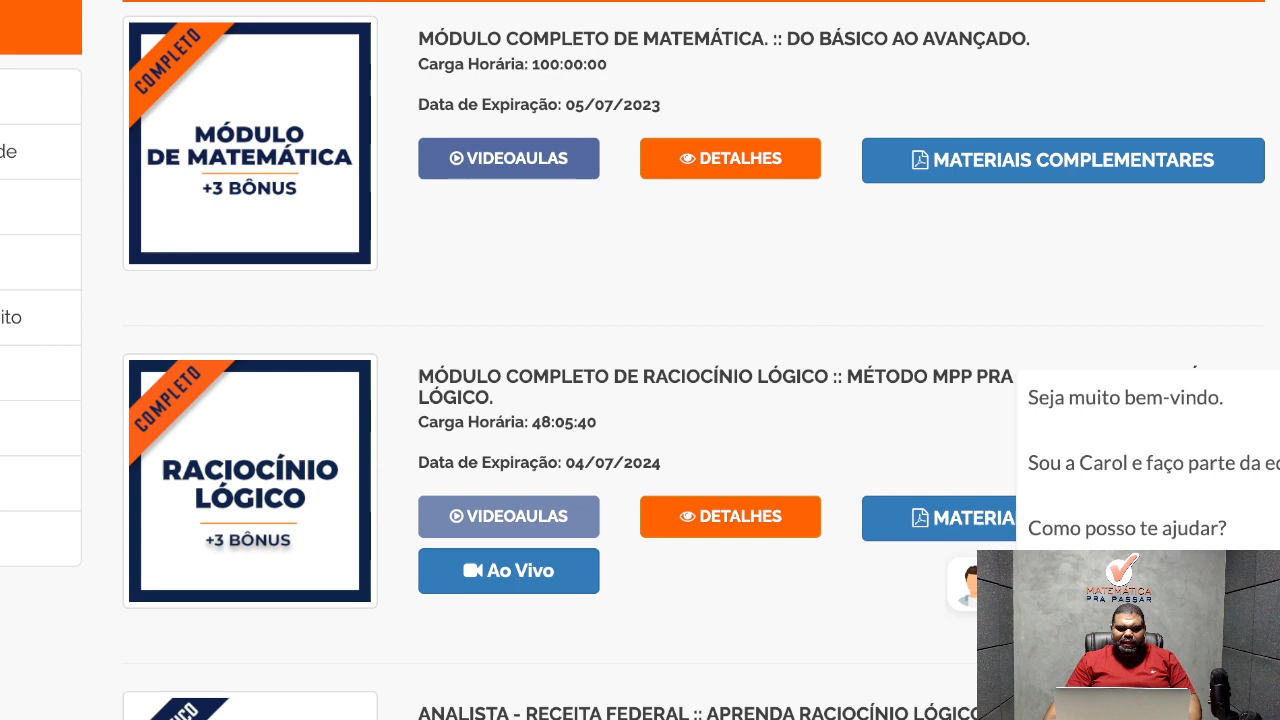 de
ito
COMPLETO
MÓDULO
DE MATEMÁTICA
+3 BÔNUS
MÓDULO COMPLETO DE MATEMÁTICA. :: DO BÁSICO AO AVANÇADO.
Carga Horária: 100:00:00
Data de Expiração: 05/07/2023
VIDEOAULAS
DETALHES
MATERIAIS COMPLEMENTARES
COMPLETO
RACIOCÍNIO
LÓGICO
+3 BÔNUS
MÓDULO COMPLETO DE RACIOCÍNIO LÓGICO :: MÉTODO MPP PRA
LÓGICO.
Carga Horária: 48:05:40
Data de Expiração: 04/07/2024
VIDEOAULAS
DETALHES
MATERIA
Ao Vivo
Seja muito bem-vindo.
Sou a Carol e faço parte da
Como posso te ajudar?
MATEMÁTICA
PRA PASSAR
ANALISTA - RECEITA FEDERAL :: APRENDA RACIOCÍNIO LÓGICO